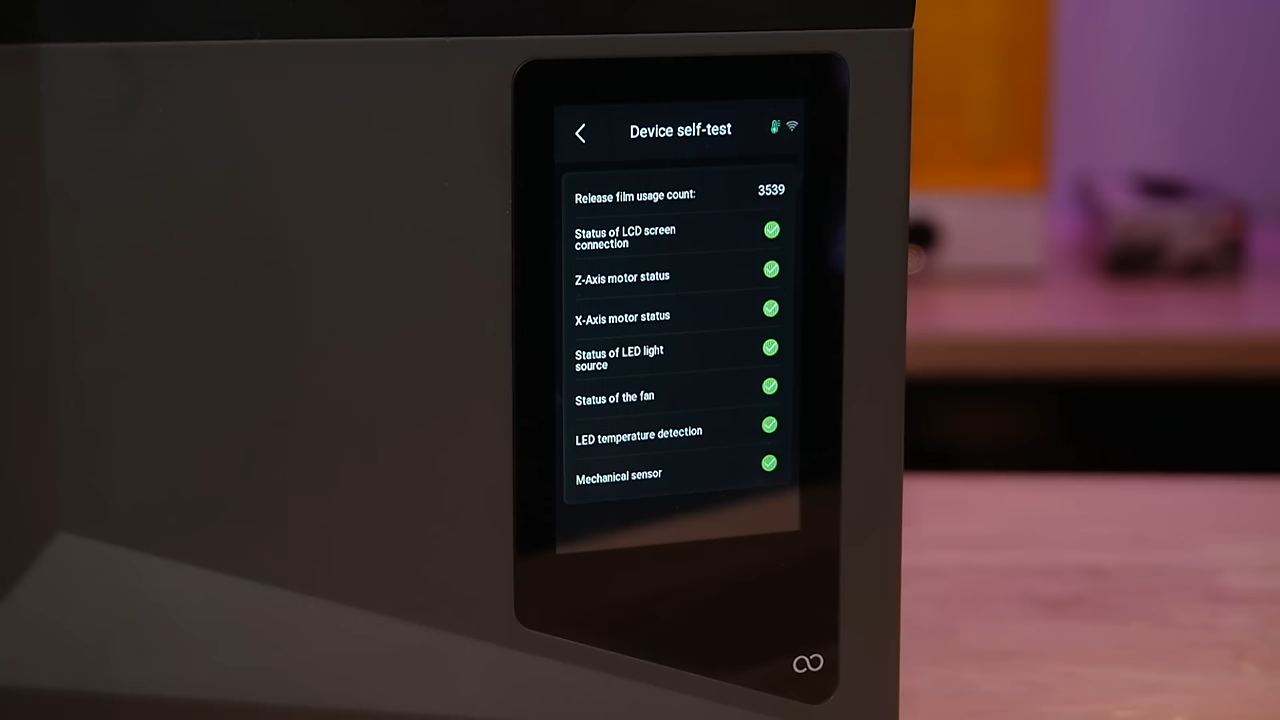 Device self-test
Release film usage count: 3539
Status of LCD screen
connection
Z-Axis motor status
X-Axis motor status
Status of LED light
source
Status of the fan
LED temperature detection
Mechanical sensor